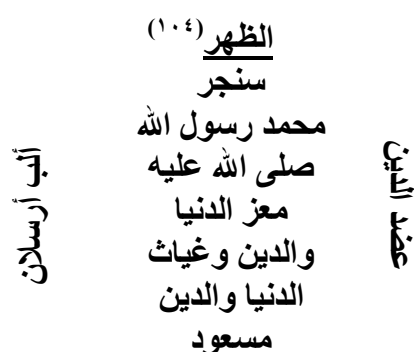 الظهر(١٠٤)
سنجر
محمد رسول الله
صلى الله عليه
معز الدنيا
والدين وغياث
الدنيا والدين
مسعود
عضد الدين
ألب أرسلان